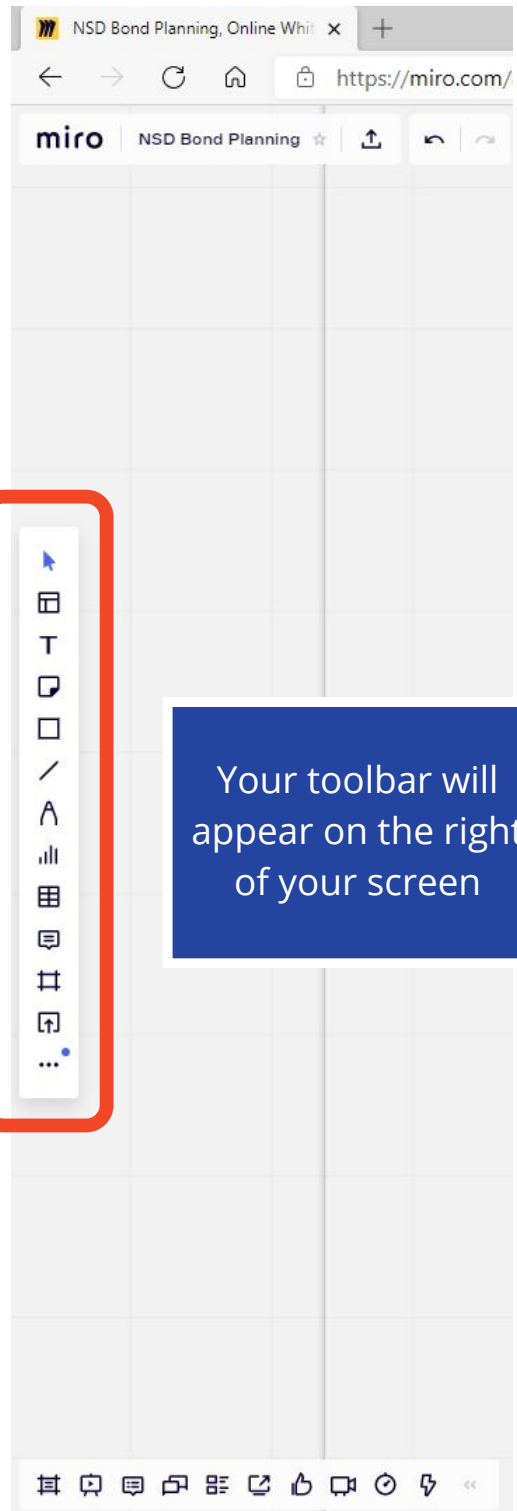 NSD Bond Planning, Online Whit
https://miro.com/
miro NSD Bond Planning
Your toolbar will
appear on the right
of your screen